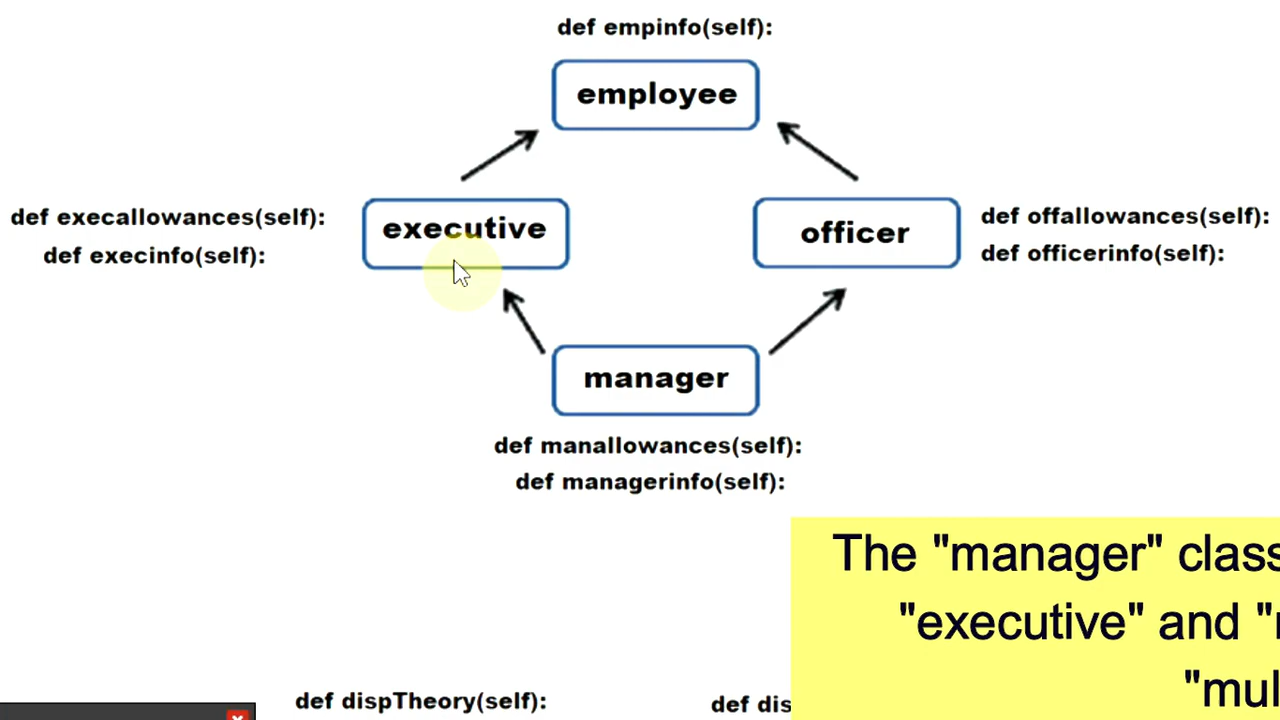 def empinfo(self):
employee
executive
officer
def execallowances(self):
def execinfo(self):
def offallowances(self):
def officerinfo(self):
manager
def manallowances(self):
def managerinfo(self):
The "manager" class
"executive" and "
"mul
def dispTheory(self):
def dis